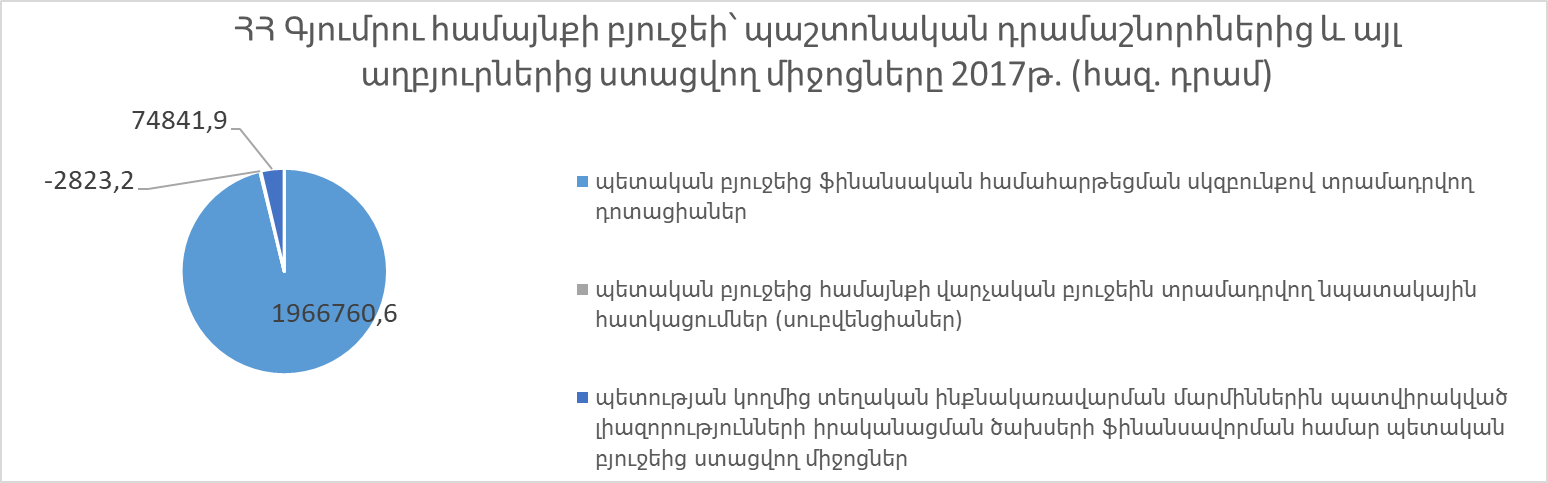 ՀՀ Գյումրու համայնքի բյուջեի՝ պաշտոնական դրամաշնորհներից և այլ
աղբյուրներից ստացվող միջոցները 2017թ. (հազ. դրամ)
74841,9
-2823,2
1966760,6
պետական բյուջեից ֆինանսական համահարթեցման սկզբունքով տրամադրվող
դոտացիաներ
պետական բյուջեից համայնքի վարչական բյուջեին տրամադրվող նպատակային
հատկացումներ (սուբվենցիաներ)
պետության կողմից տեղական ինքնակառավարման մարմիններին պատվիրակված
լիազորությունների իրականացման ծախսերի ֆինանսավորման համար պետական
բյուջեից ստացվող միջոցներ